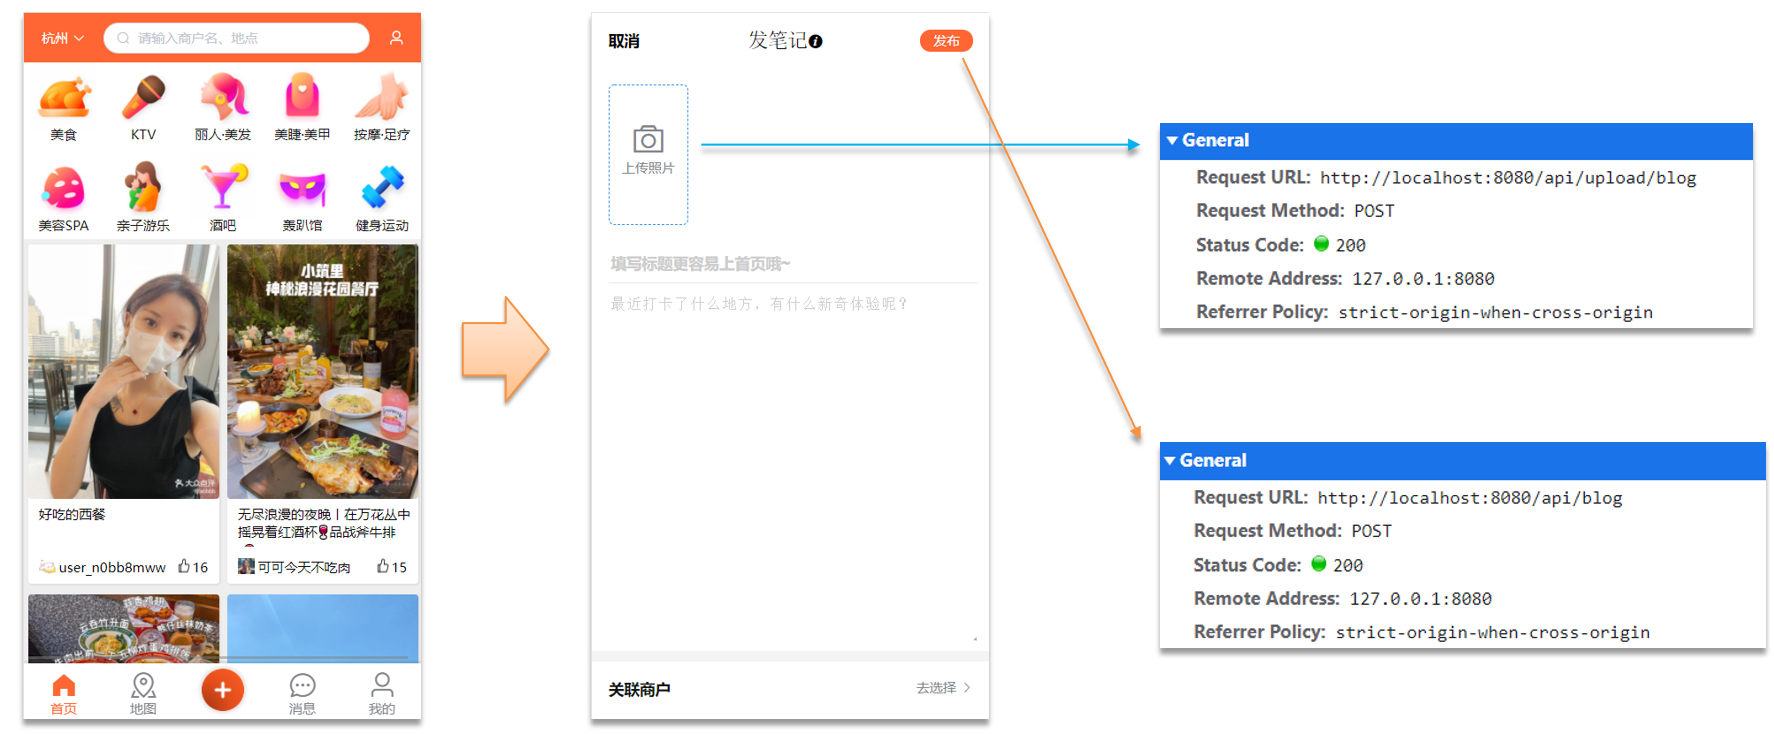 杭州
请输入商户名、地点
美食
KTV
丽人·美发
美睫·美甲
按摩·足疗
美容SPA
亲子游乐
酒吧
轰趴馆
健身运动
小筑里
神秘浪漫花园餐厅
大众点评
好吃的西餐
user_n0bb8mww
16
无尽浪漫的夜晚丨在万花丛中
摇晃着红酒杯🍷品战斧牛排
可可今天不吃肉
15
云吞竹升面
首页
地图
消息
我的
取消
发笔记
发布
上传照片
填写标题更容易上首页哦~
最近打卡了什么地方，有什么新奇体验呢？
关联商户
去选择
General
Request URL: http://localhost:8080/api/upload/blog
Request Method: POST
Status Code: 200
Remote Address: 127.0.0.1:8080
Referrer Policy: strict-origin-when-cross-origin
General
Request URL: http://localhost:8080/api/blog
Request Method: POST
Status Code: 200
Remote Address: 127.0.0.1:8080
Referrer Policy: strict-origin-when-cross-origin